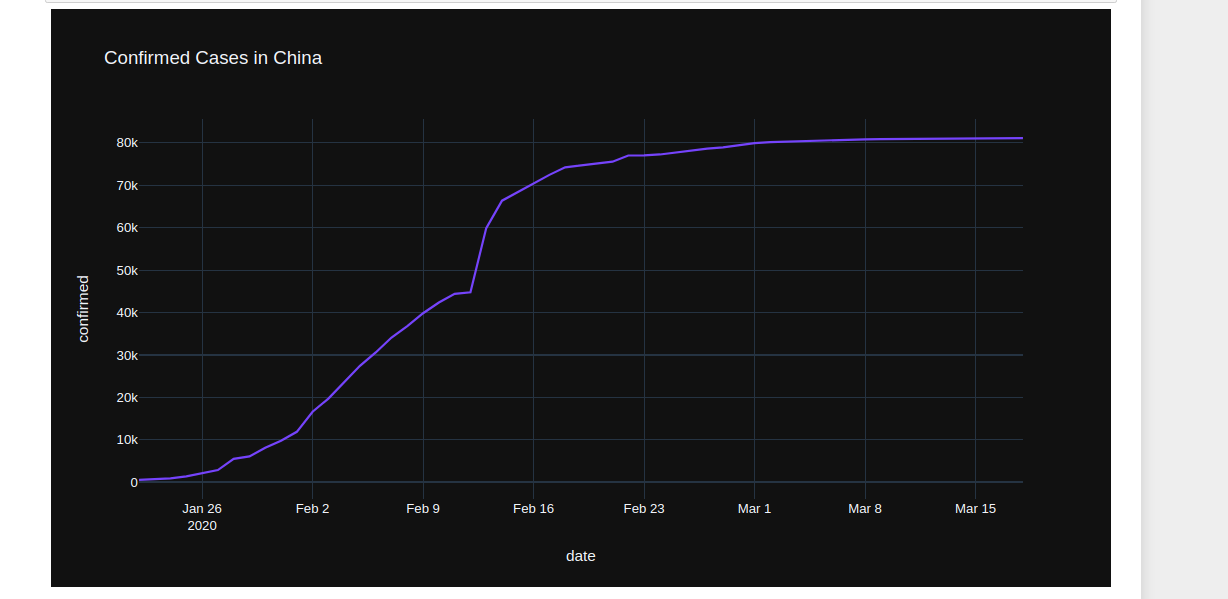 Confirmed Cases in China
80k
70k
60k
50k
40k
30k
20k
10k
0
confirmed
Jan 26 Feb 2 Feb 9 Feb 16 Feb 23 Mar 1 Mar 8 Mar 15
2020
date